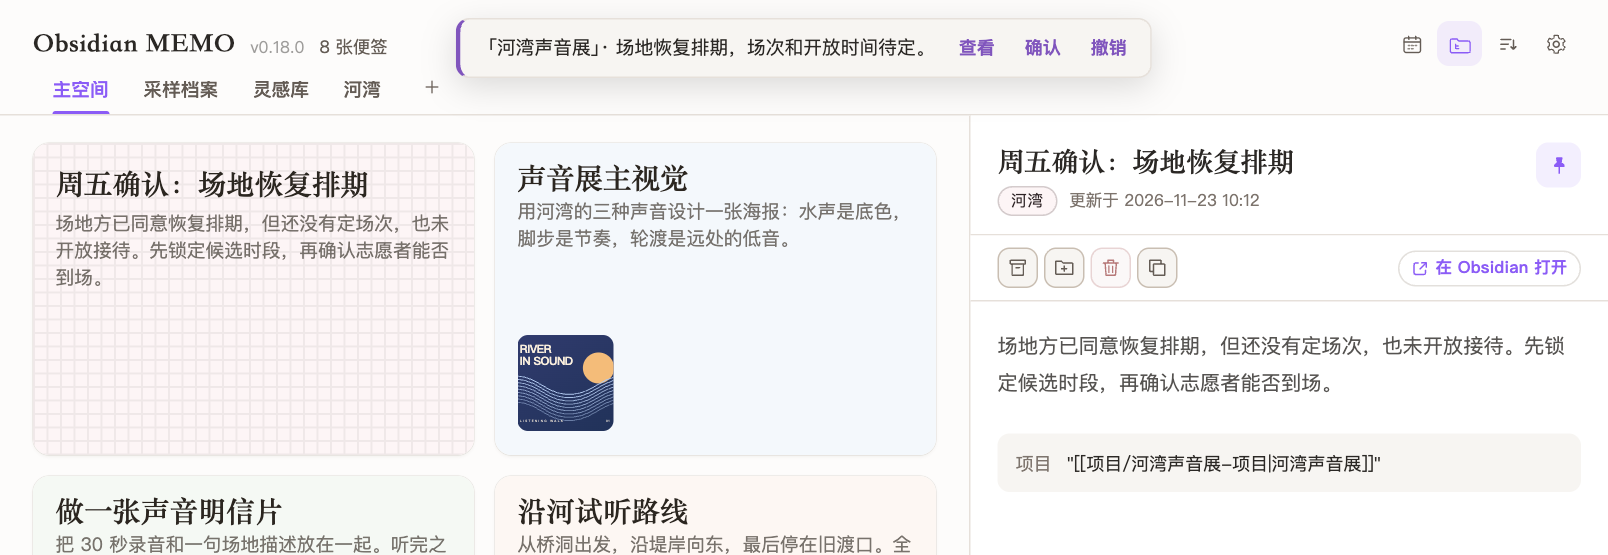 Obsidian MEMO v0.18.0 8 张便签
「河湾声音展」· 场地恢复排期，场次和开放时间待定。 查看 确认 撤销
主空间 采样档案 灵感库 河湾 +
周五确认：场地恢复排期
场地方已同意恢复排期，但还没有定场次，也未
开放接待。先锁定候选时段，再确认志愿者能否
到场。
声音展主视觉
用河湾的三种声音设计一张海报：水声是底色，
脚步是节奏，轮渡是远处的低音。
RIVER
IN SOUND
LISTENING WALK
做一张声音明信片
把 30 秒录音和一句场地描述放在一起。听完之
沿河试听路线
从桥洞出发，沿堤岸向东，最后停在旧渡口。全
周五确认：场地恢复排期
河湾 更新于 2026-11-23 10:12
在 Obsidian 打开
场地方已同意恢复排期，但还没有定场次，也未开放接待。先锁
定候选时段，再确认志愿者能否到场。
项目 "[[项目/河湾声音展-项目|河湾声音展]]"